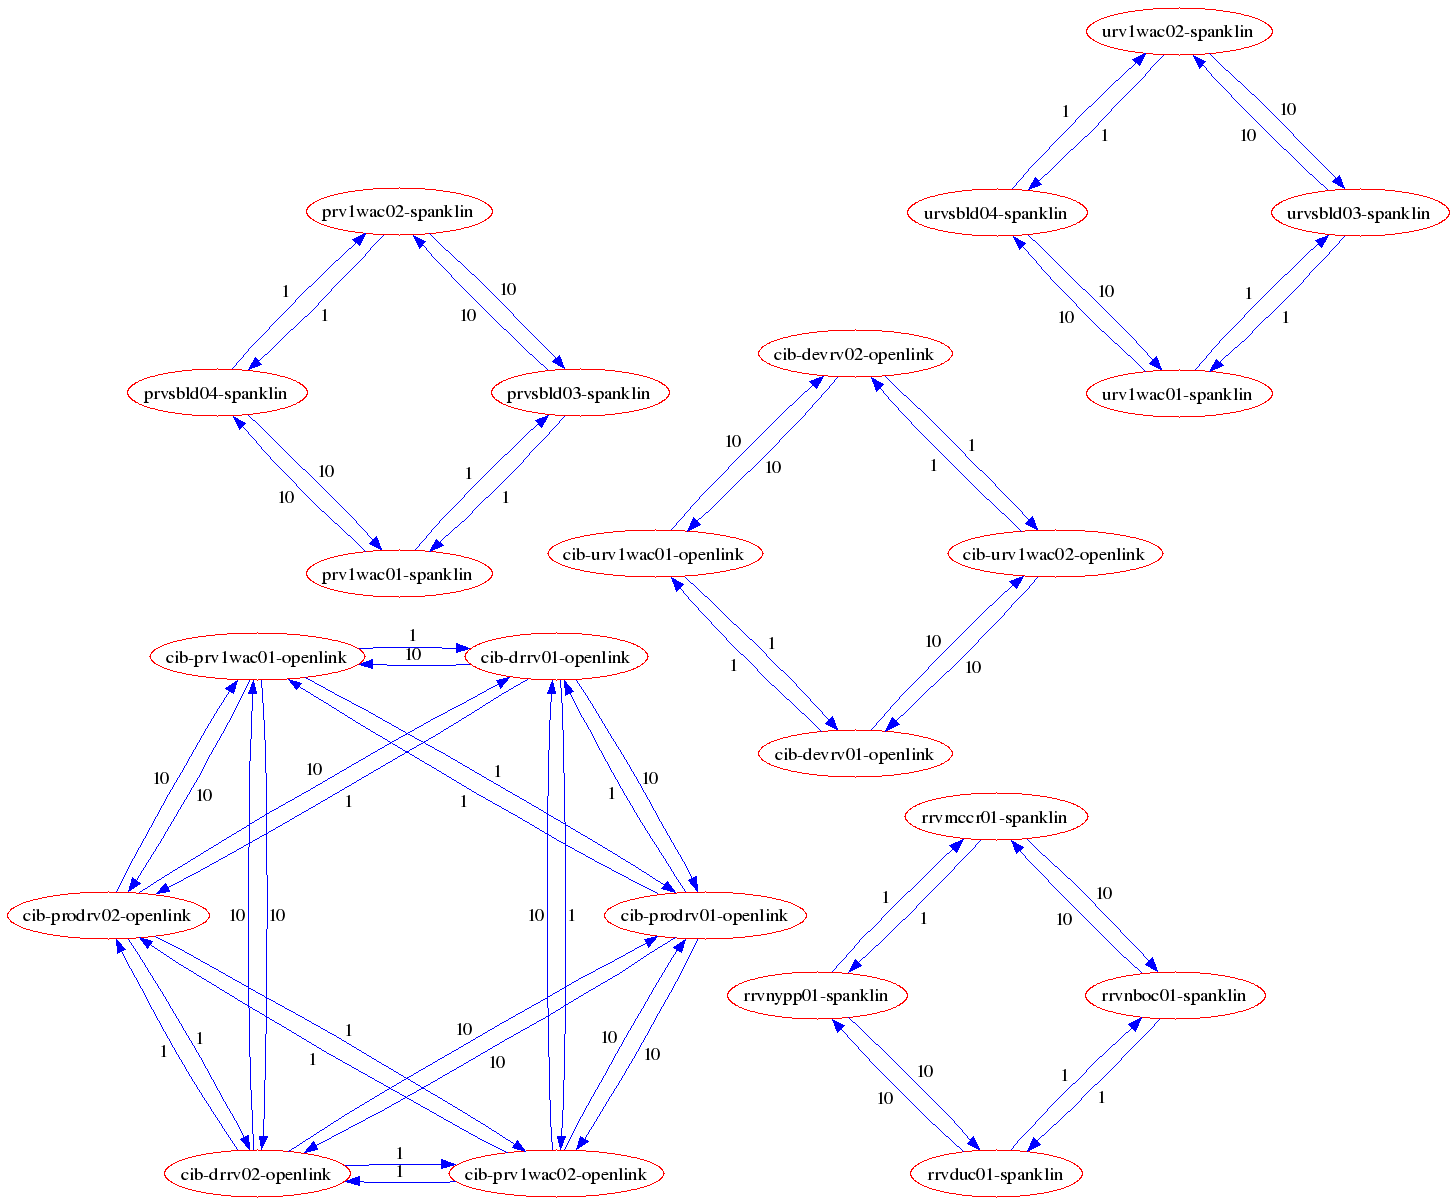 urv1wac02-spanklin
1
10
1
10
urvsbld04-spanklin
urvsbld03-spanklin
10
1
10
1
urv1wac01-spanklin
prv1wac02-spanklin
1
10
1
10
prvsbld04-spanklin
prvsbld03-spanklin
10
1
10
1
prv1wac01-spanklin
cib-devrv02-openlink
10
1
10
1
cib-urv1wac01-openlink
cib-urv1wac02-openlink
1
10
1
10
cib-devrv01-openlink
cib-prv1wac01-openlink
1
10
cib-drrv01-openlink
10
10
10
1
1
1
10
1
cib-prodrv02-openlink
10
10
10
1
cib-prodrv01-openlink
1
1
1
1
10
10
10
10
cib-drrv02-openlink
1
1
cib-prv1wac02-openlink
rrvmccr01-spanklin
1
10
1
10
rrvnypp01-spanklin
rrvnboc01-spanklin
10
1
10
1
rrvduc01-spanklin